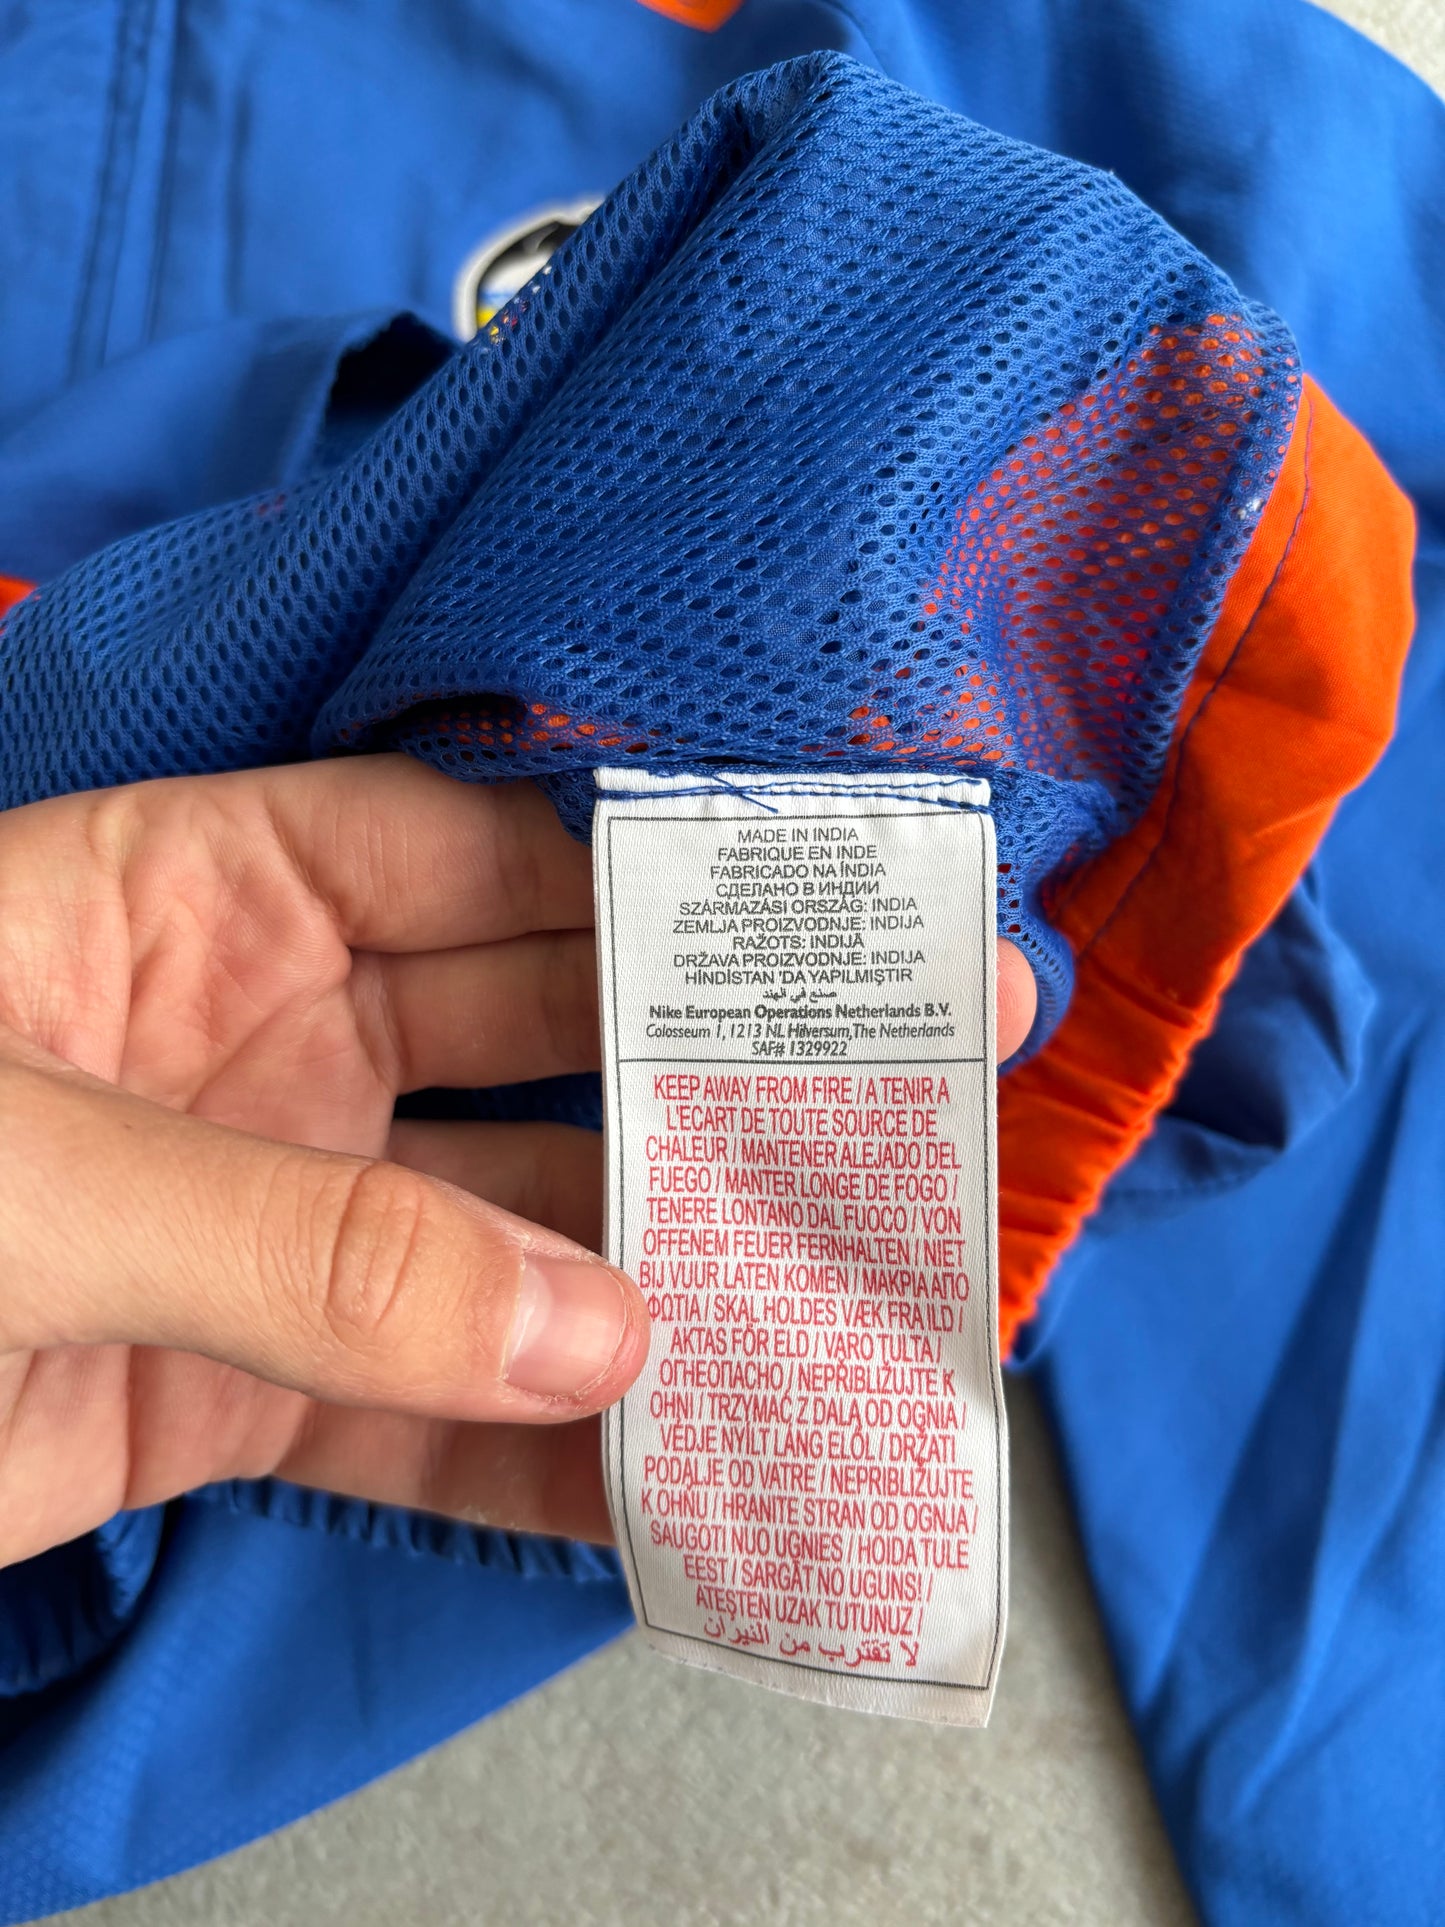 MADE IN INDIA
FABRIQUE EN INDE
FABRICADO NA ÍNDIA
СДЕЛАНО В ИНДИИ
SZÁRMAZÁSI ORSZÁG: INDIA
ZEMLJA PROIZVODNJE: INDIJA
RAŽOTS: INDIJĀ
DRŽAVA PROIZVODNJE: INDIJA
HİNDİSTAN 'DA YAPILMIŞTIR
صنع في الهند
Nike European Operations Netherlands B.V.
Colosseum 1, 1213 NL Hilversum, The Netherlands
SAF# 1329922
KEEP AWAY FROM FIRE / A TENIR A
L'ECART DE TOUTE SOURCE DE
CHALEUR / MANTENER ALEJADO DEL
FUEGO / MANTER LONGE DE FOGO /
TENERE LONTANO DAL FUOCO / VON
OFFENEM FEUER FERNHALTEN / NIET
BIJ VUUR LATEN KOMEN / ΜΑΚΡΙΑ ΑΠΟ
ΦΩΤΙΑ / SKAL HOLDES VÆK FRA ILD /
AKTAS FÖR ELD / VARO TULTA /
ОГНЕОПАСНО / NEPŘIBLIŽUJTE K
OHNI / TRZYMAĆ Z DALA OD OGNIA /
VÉDJE NYÍLT LANG ELŐL / DRŽATI
PODALJE OD VATRE / NEPRIBLIŽUJTE
K OHNU / HRANITE STRAN OD OGNJA /
SAUGOTI NUO UGNIES / HOIDA TULE
EEST / SARGĀT NO UGUNS! /
ATEŞTEN UZAK TUTUNUZ /
لا تقترب من النيران